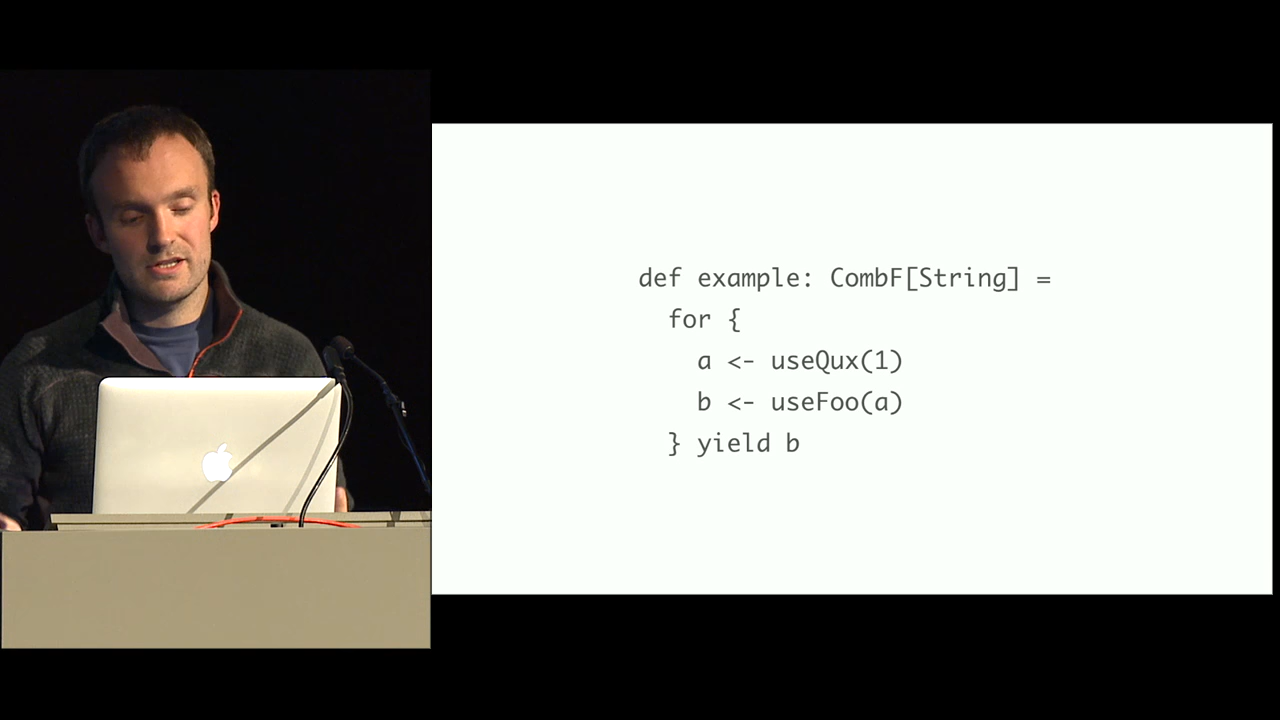 def example: CombF[String] =
for {
a <- useQux(1)
b <- useFoo(a)
} yield b